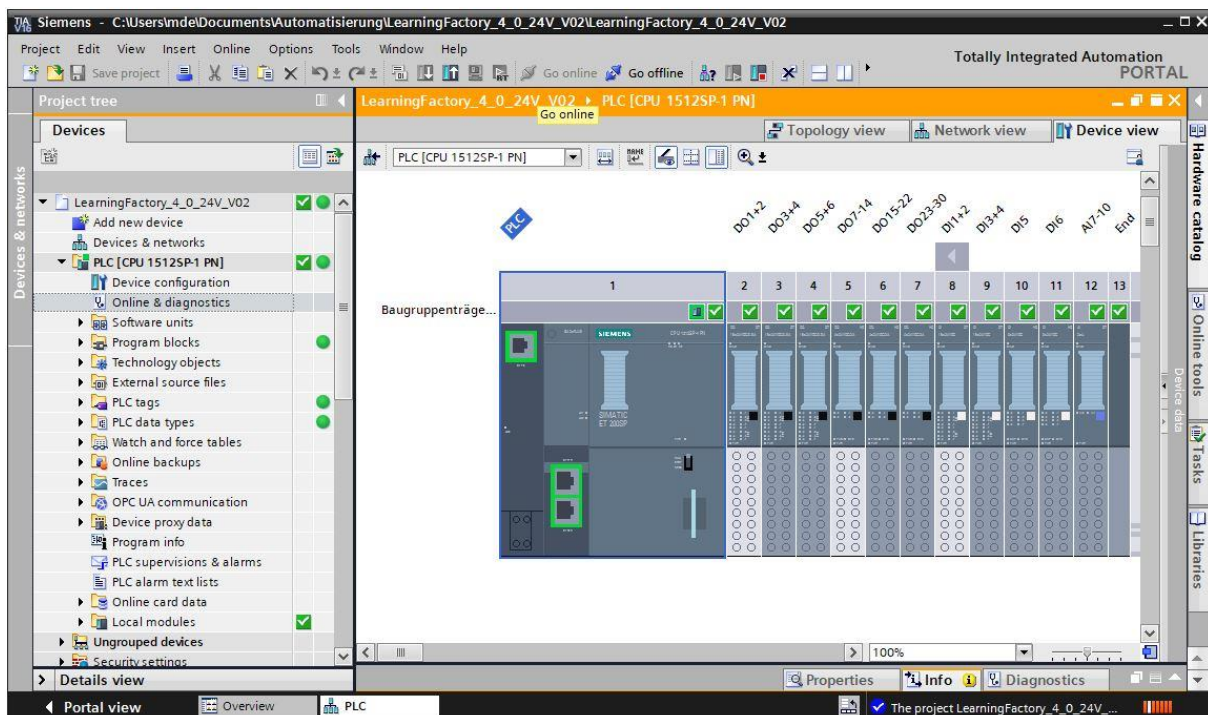 Siemens - C:\Users\mde\Documents\Automatisierung\LearningFactory_4_0_24V_V02\LearningFactory_4_0_24V_V02
Project Edit View Insert Online Options Tools Window Help
Totally Integrated Automation
PORTAL
Save project Go online Go offline
Project tree
LearningFactory_4_0_24V_V02 PLC [CPU 1512SP-1 PN]
Go online
Devices
Topology view Network view Device view
PLC [CPU 1512SP-1 PN]
Devices & networks
LearningFactory_4_0_24V_V02
Add new device
Devices & networks
PLC [CPU 1512SP-1 PN]
Device configuration
Online & diagnostics
Software units
Program blocks
Technology objects
External source files
PLC tags
PLC data types
Watch and force tables
Online backups
Traces
OPC UA communication
Device proxy data
Program info
PLC supervisions & alarms
PLC alarm text lists
Online card data
Local modules
Ungrouped devices
Security settings
Details view
PLC DO1+2 DO3+4 DO5+6 DO7-14 DO15-22 DO23-30 DI1+2 DI3+4 DI5 DI6 AI7-10 End
1 2 3 4 5 6 7 8 9 10 11 12 13
Baugruppenträge...
SIEMENS
SIMATIC
ET 200SP
100%
Device data
Hardware catalog
Online tools
Tasks
Libraries
Properties Info Diagnostics
Portal view Overview PLC
The project LearningFactory_4_0_24V_...